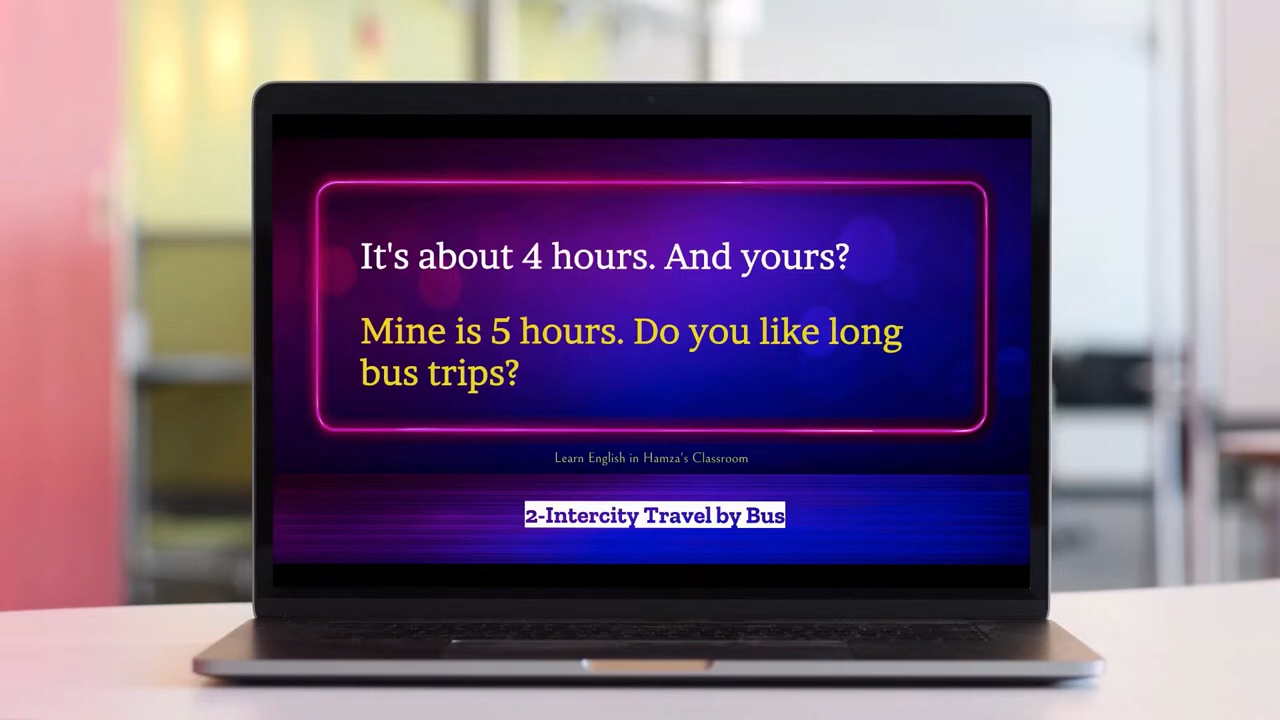 It's about 4 hours. And yours?
Mine is 5 hours. Do you like long
bus trips?
Learn English in Hamza's Classroom
2-Intercity Travel by Bus